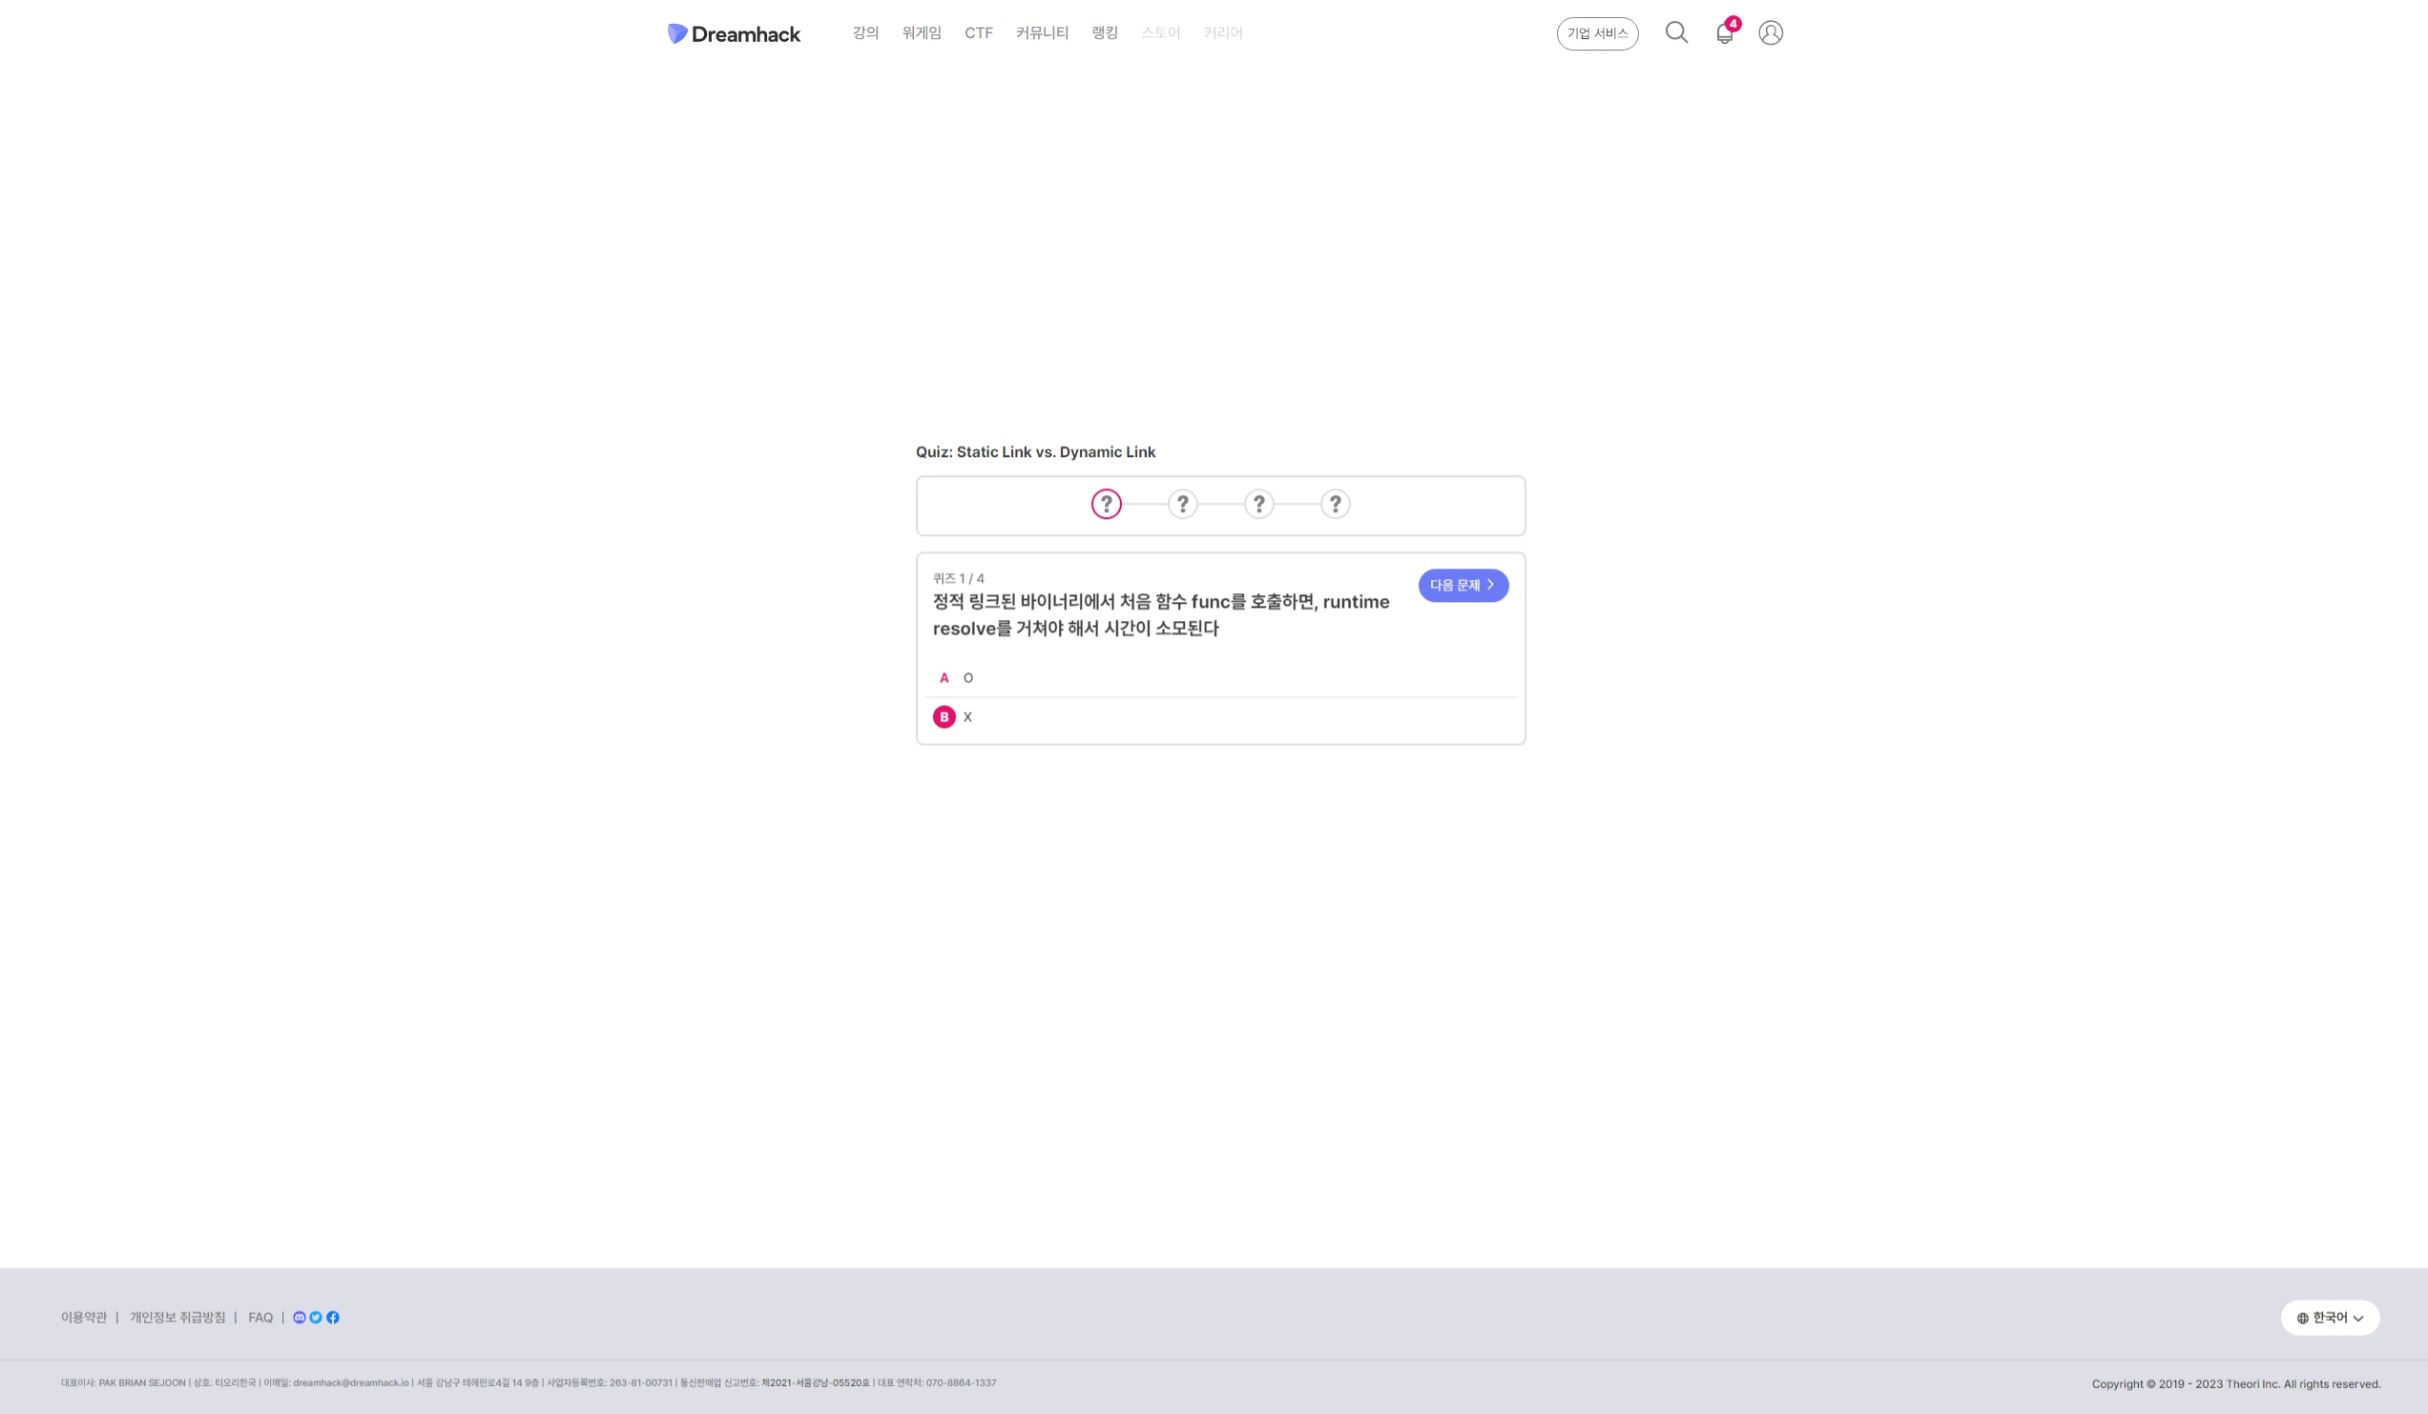 Dreamhack 강의 워게임 CTF 커뮤니티 랭킹 스토어 커리어 기업 서비스 4
Quiz: Static Link vs. Dynamic Link
? ? ? ?
퀴즈 1 / 4
다음 문제
정적 링크된 바이너리에서 처음 함수 func를 호출하면, runtime
resolve를 거쳐야 해서 시간이 소모된다
A O
B X
이용약관 | 개인정보 취급방침 | FAQ |
한국어
대표이사: PAK BRIAN SEJOON | 상호: 티오리한국 | 이메일: dreamhack@dreamhack.io | 서울 강남구 테헤란로4길 14 9층 | 사업자등록번호: 263-81-00731 | 통신판매업 신고번호: 제2021-서울강남-05520호 | 대표 연락처: 070-8864-1337
Copyright © 2019 - 2023 Theori Inc. All rights reserved.